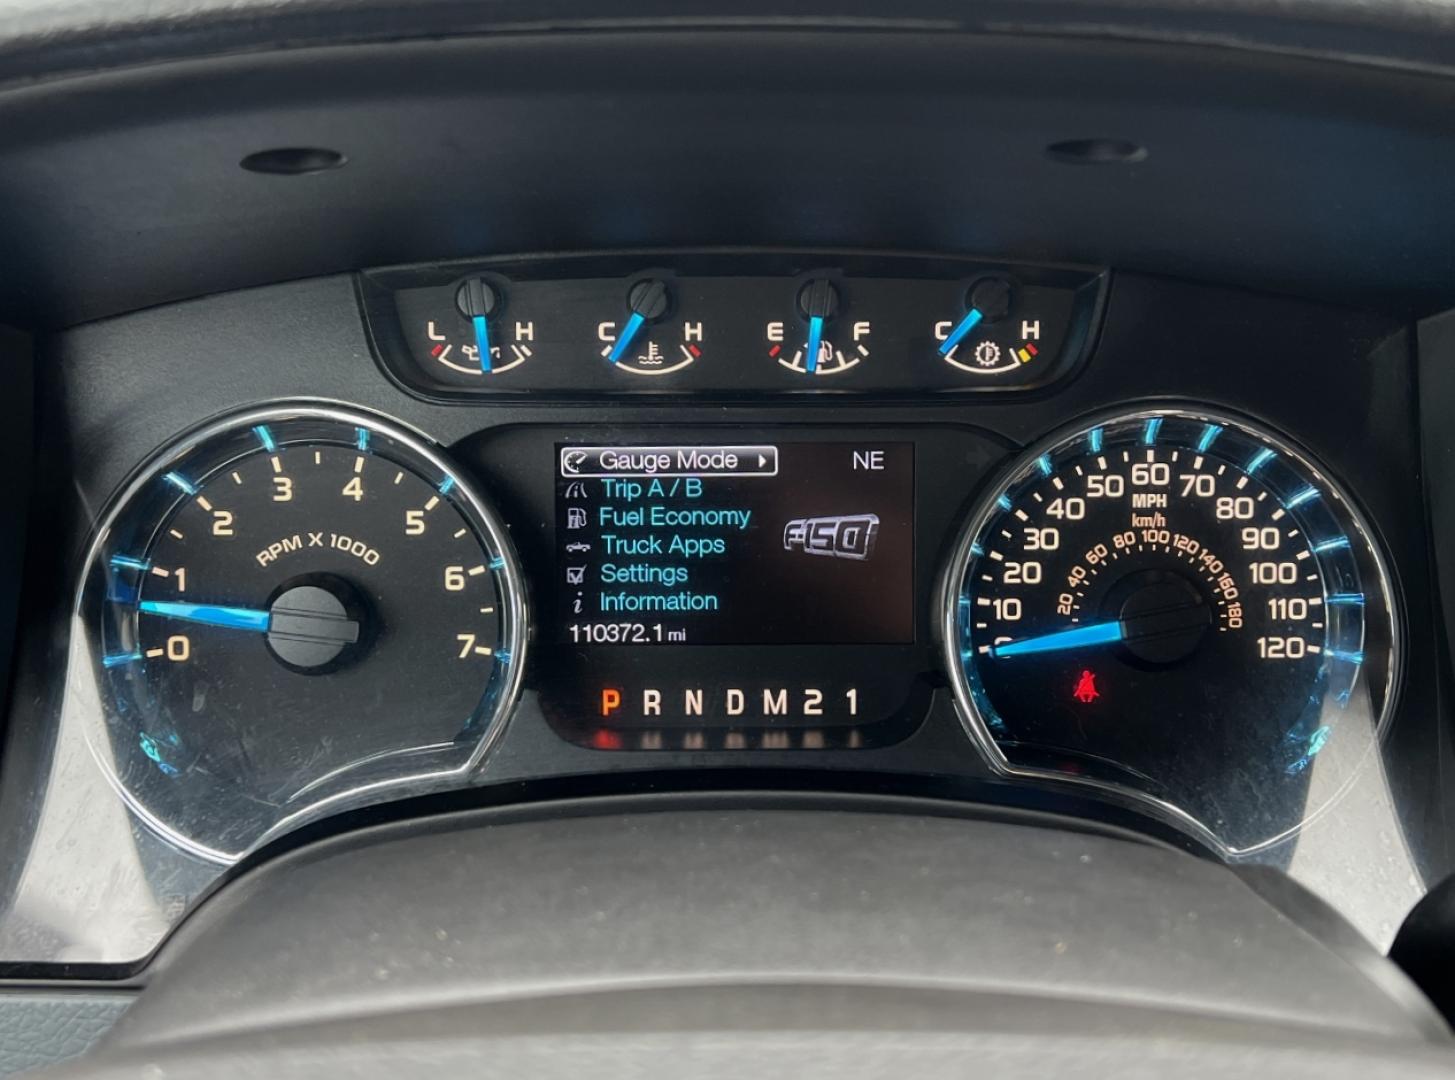 L H
C H
E F
C H
0 1 2 3 4 5 6 7
RPM X 1000
Gauge Mode
NE
Trip A / B
Fuel Economy
Truck Apps
Settings
i Information
F-150
110372.1 mi
P R N D M 2 1
10 20 30 40 50 60 70 80 90 100 110 120
MPH
km/h
20 40 60 80 100 120 140 160 180